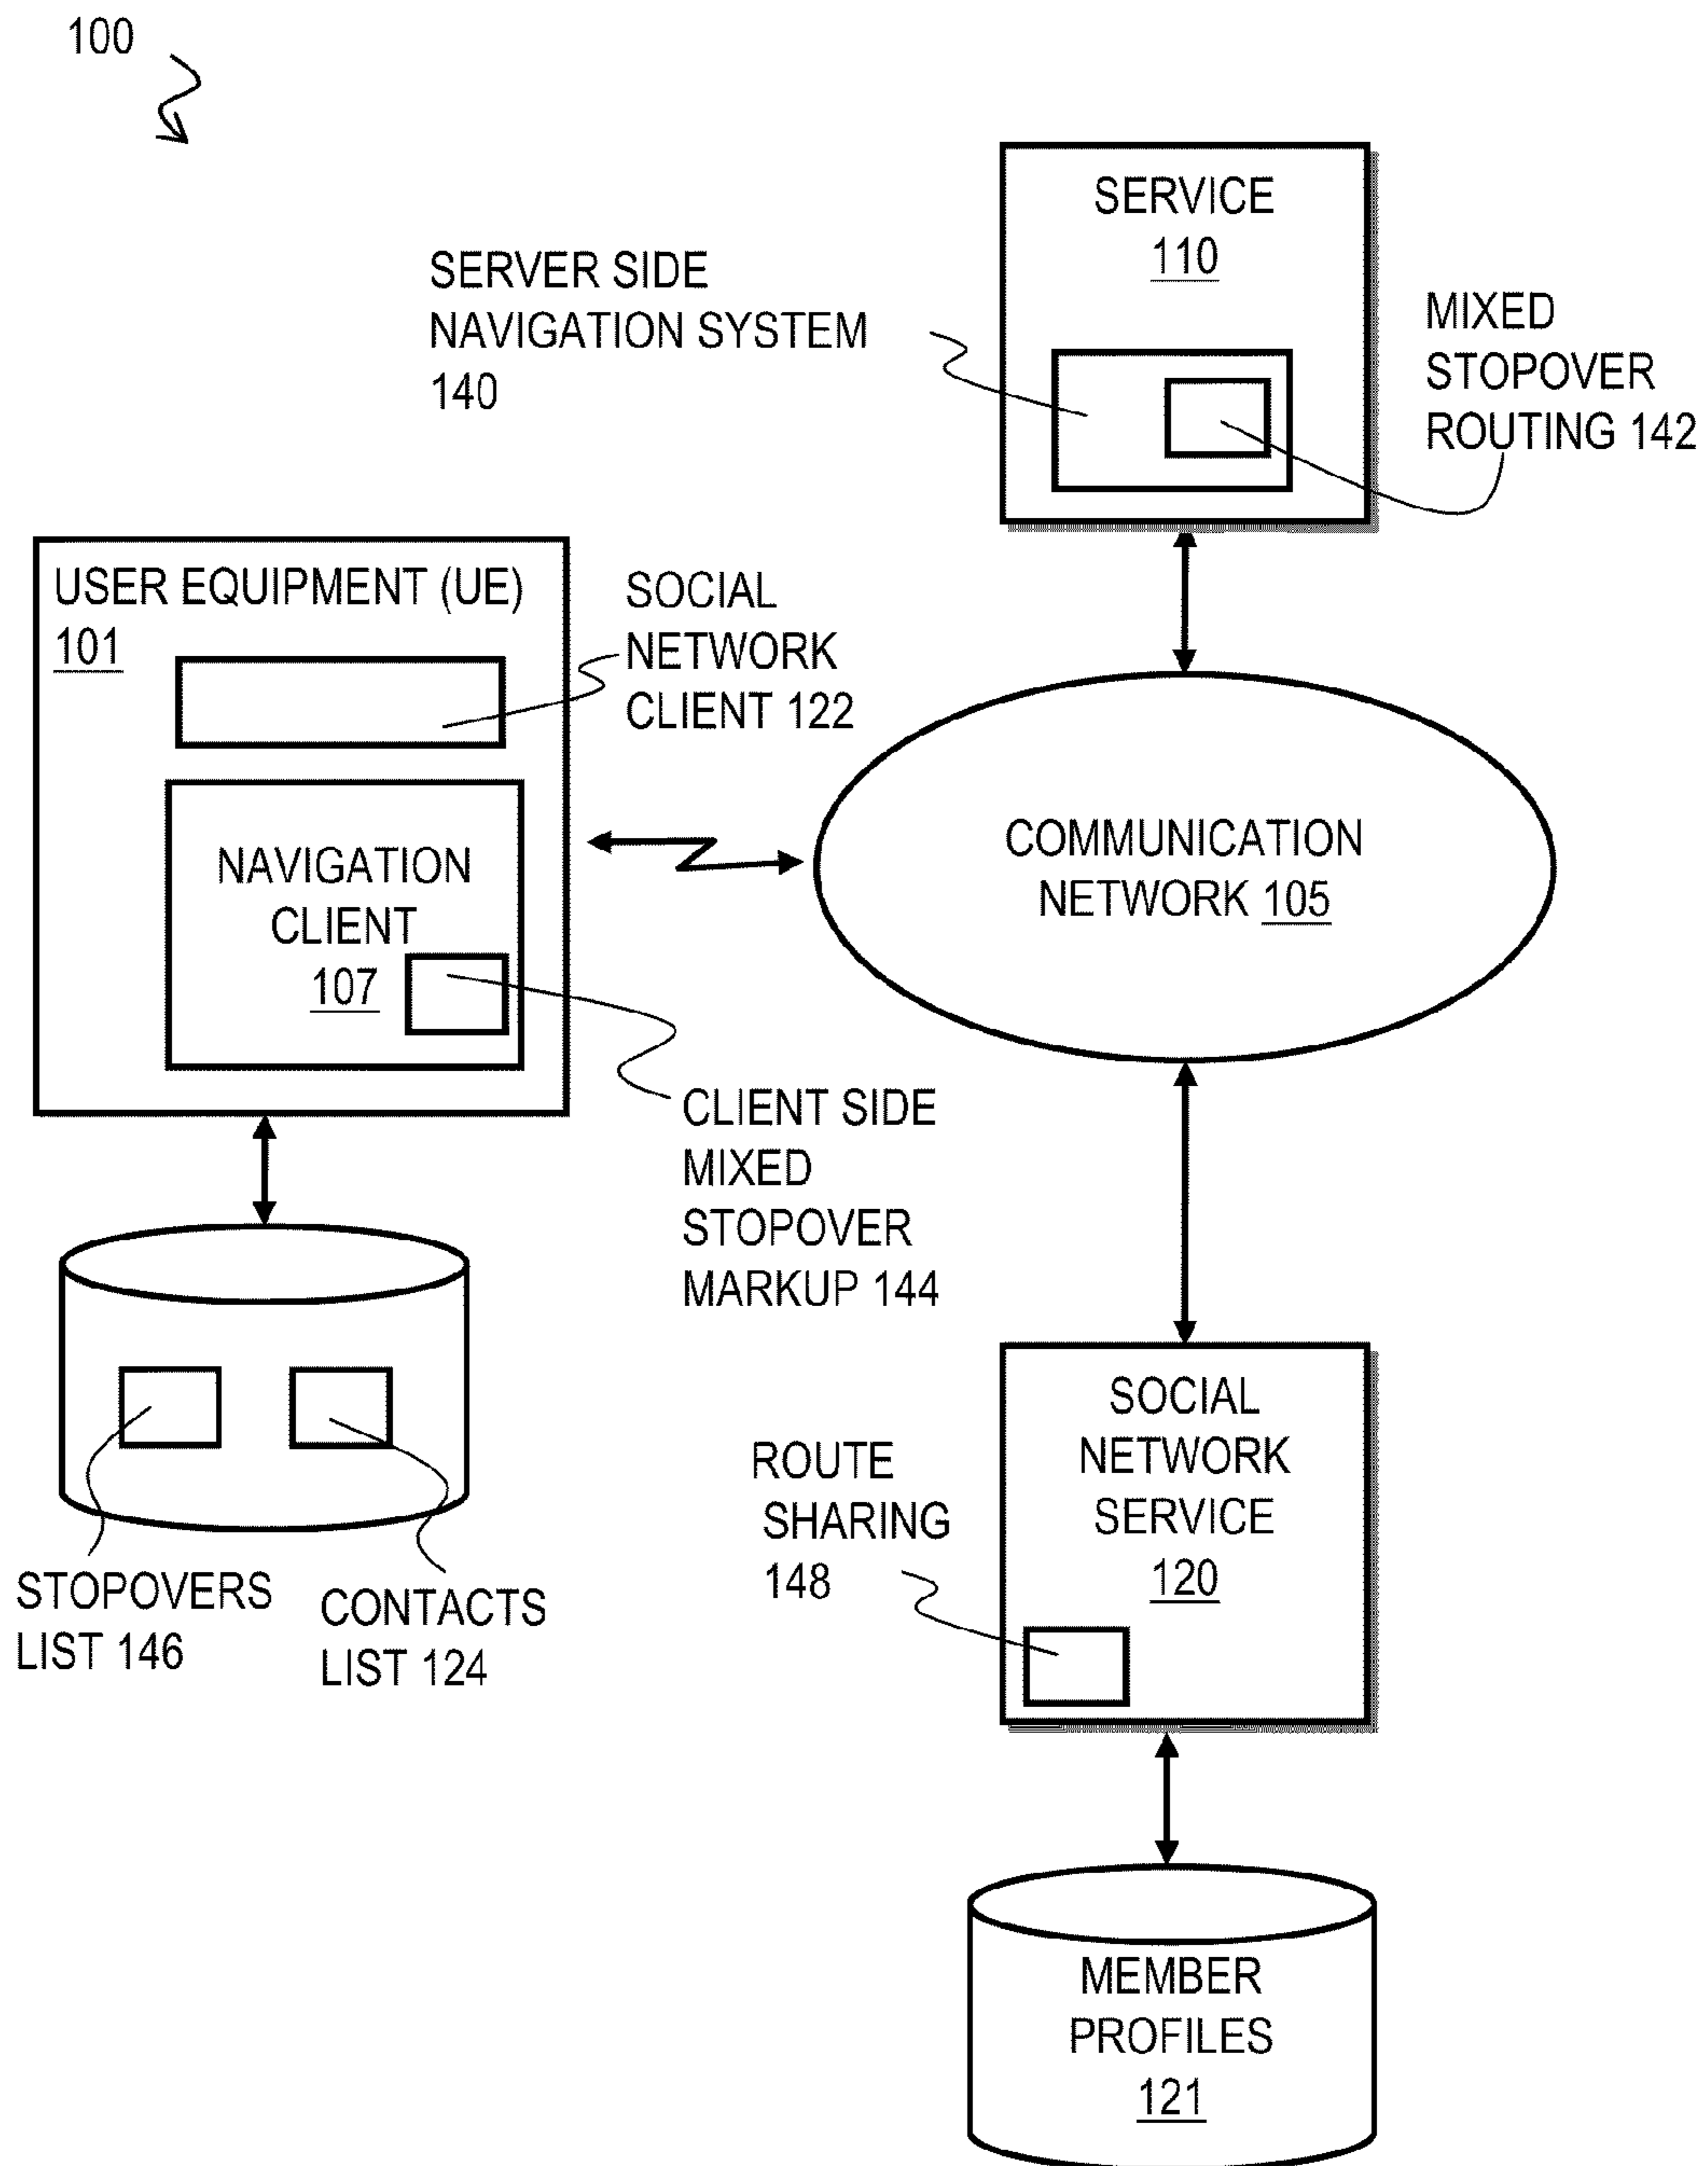 100
SERVICE
110
SERVER SIDE
NAVIGATION SYSTEM
140
MIXED
STOPOVER
ROUTING 142
USER EQUIPMENT (UE)
101
SOCIAL
NETWORK
CLIENT 122
NAVIGATION
CLIENT
107
COMMUNICATION
NETWORK 105
CLIENT SIDE
MIXED
STOPOVER
MARKUP 144
STOPOVERS
LIST 146
CONTACTS
LIST 124
SOCIAL
NETWORK
SERVICE
120
ROUTE
SHARING
148
MEMBER
PROFILES
121